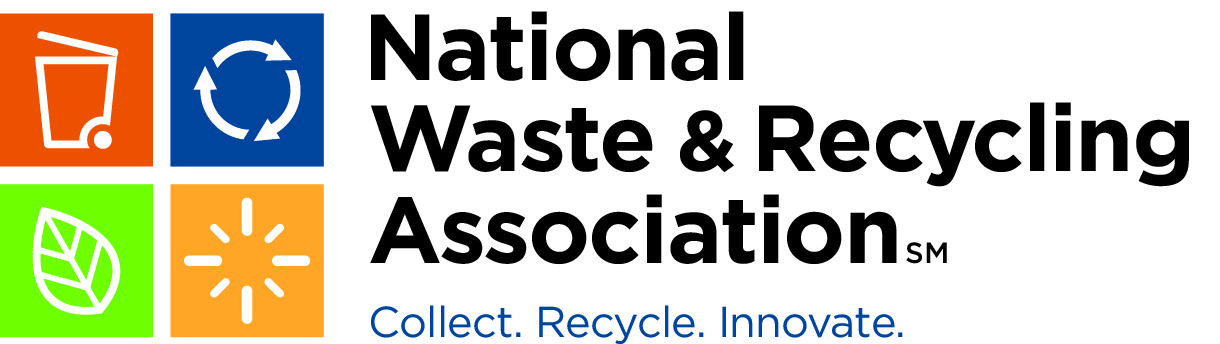 National
Waste & Recycling
Association SM
Collect. Recycle. Innovate.